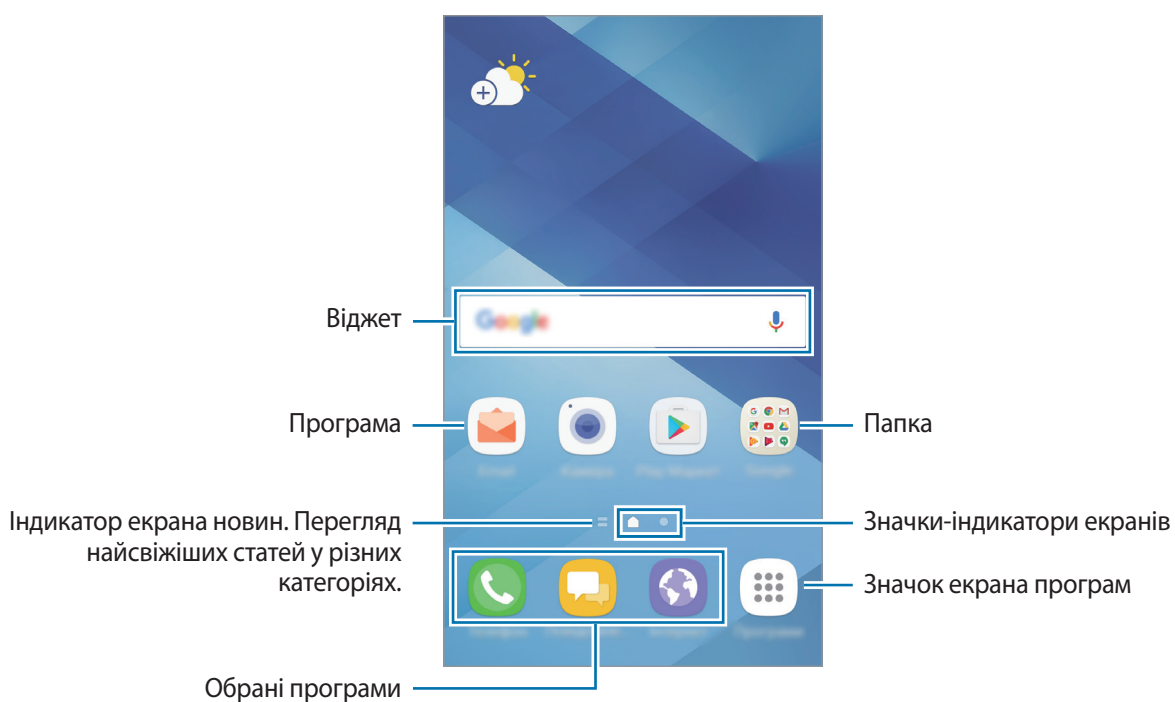 Віджет
Програма
Папка
Індикатор екрана новин. Перегляд
найсвіжіших статей у різних
категоріях.
Значки-індикатори екранів
Значок екрана програм
Обрані програми